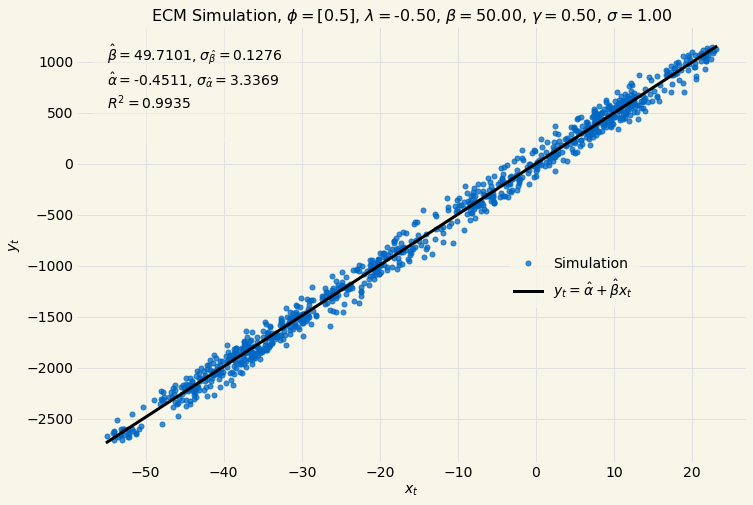 ECM Simulation, ϕ = [0.5], λ = -0.50, β = 50.00, γ = 0.50, σ = 1.00
β̂ = 49.7101, σ_β̂ = 0.1276
α̂ = -0.4511, σ_α̂ = 3.3369
R² = 0.9935
1000
500
0
−500
−1000
−1500
−2000
−2500
y_t
Simulation
y_t = α̂ + β̂x_t
−50 −40 −30 −20 −10 0 10 20
x_t